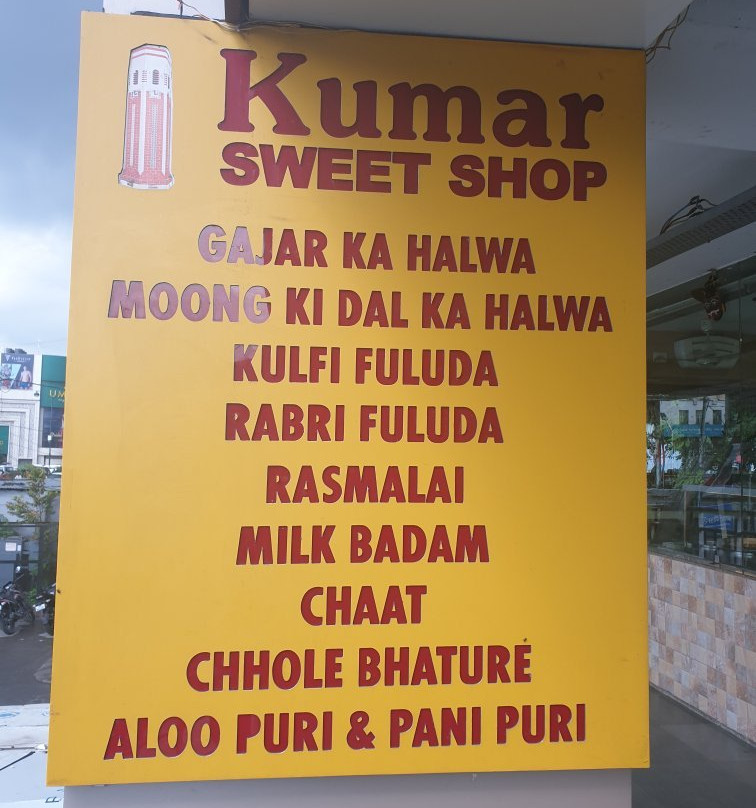 Kumar
SWEET SHOP
GAJAR KA HALWA
MOONG KI DAL KA HALWA
KULFI FULUDA
RABRI FULUDA
RASMALAI
MILK BADAM
CHAAT
CHHOLE BHATURE
ALOO PURI & PANI PURI